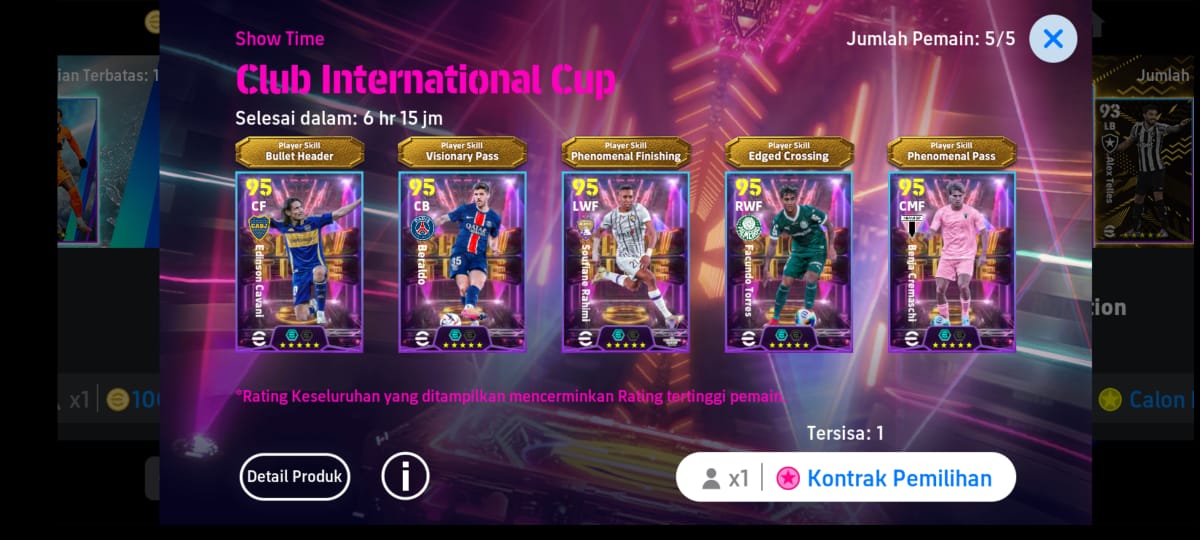 Show Time
Jumlah Pemain: 5/5
Club International Cup
Selesai dalam: 6 hr 15 jm
ian Terbatas: 1
Jumlah
Player Skill
Bullet Header
Player Skill
Visionary Pass
Player Skill
Phenomenal Finishing
Player Skill
Edged Crossing
Player Skill
Phenomenal Pass
95
CF
CABJ
Edinson Cavani
95
CB
PARIS
QATAR
35
Beraldo
95
LWF
Soufiane Rahimi
95
RWF
Facundo Torres
95
CMF
Benja Cremaschi
93
LB
Alex Telles
tion
x1
100
*Rating Keseluruhan yang ditampilkan mencerminkan Rating tertinggi pemain.
Tersisa: 1
Calon
Detail Produk
i
x1
Kontrak Pemilihan